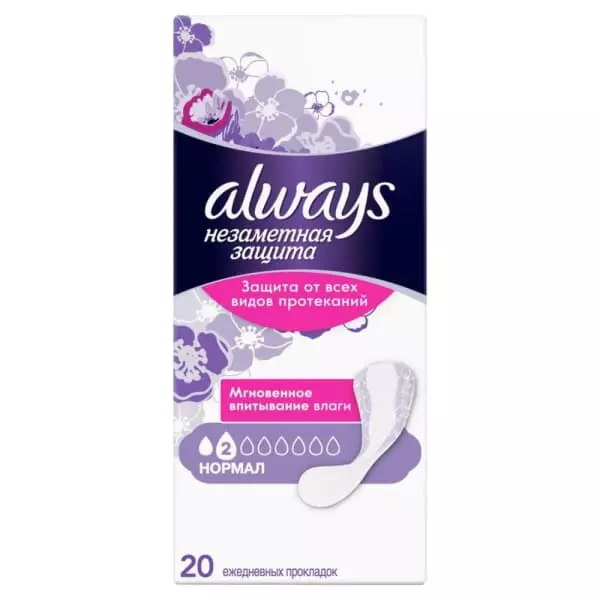 always
незаметная
защита
Защита от всех
видов протеканий
Мгновенное
впитывание влаги
2
НОРМАЛ
20 ежедневных прокладок